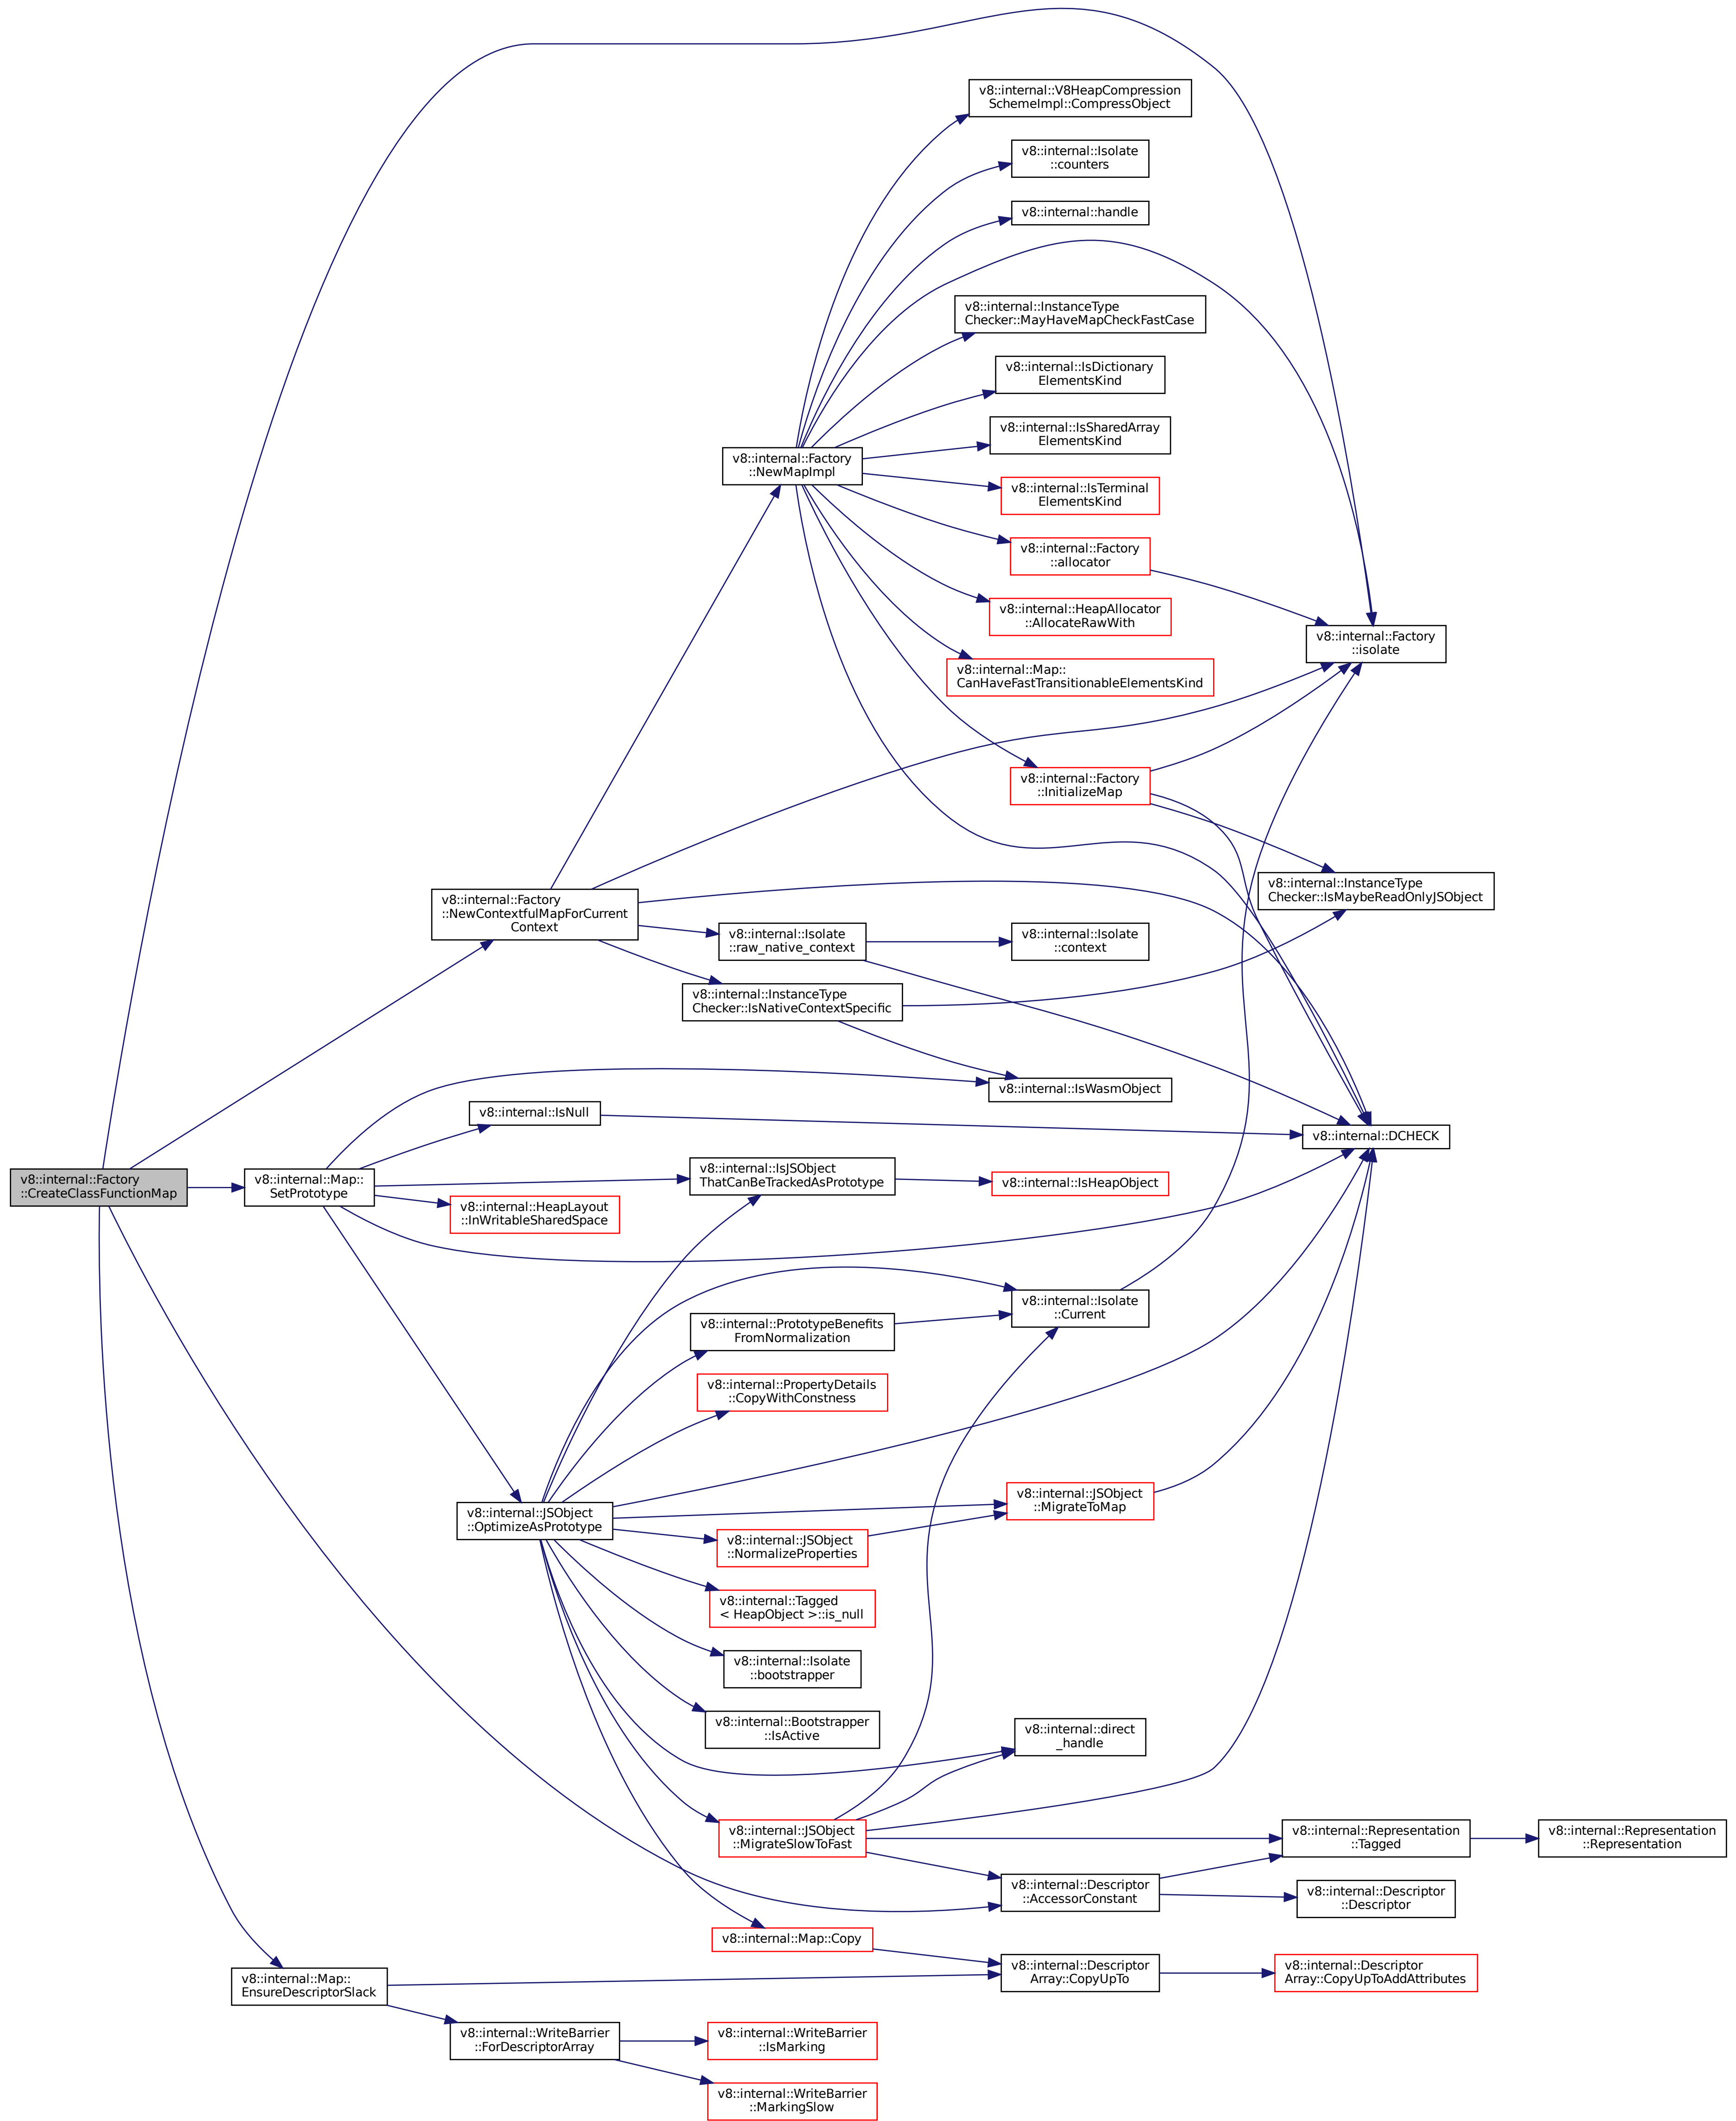 v8::internal::V8HeapCompression
SchemeImpl::CompressObject
v8::internal::Isolate
::counters
v8::internal::handle
v8::internal::InstanceType
Checker::MayHaveMapCheckFastCase
v8::internal::IsDictionary
ElementsKind
v8::internal::IsSharedArray
ElementsKind
v8::internal::Factory
::NewMapImpl
v8::internal::IsTerminal
ElementsKind
v8::internal::Factory
::allocator
v8::internal::HeapAllocator
::AllocateRawWith
v8::internal::Factory
::isolate
v8::internal::Map::
CanHaveFastTransitionableElementsKind
v8::internal::Factory
::InitializeMap
v8::internal::InstanceType
Checker::IsMaybeReadOnlyJSObject
v8::internal::Factory
::NewContextfulMapForCurrent
Context
v8::internal::Isolate
::raw_native_context
v8::internal::Isolate
::context
v8::internal::InstanceType
Checker::IsNativeContextSpecific
v8::internal::IsWasmObject
v8::internal::IsNull
v8::internal::DCHECK
v8::internal::Factory
::CreateClassFunctionMap
v8::internal::Map::
SetPrototype
v8::internal::IsJSObject
ThatCanBeTrackedAsPrototype
v8::internal::IsHeapObject
v8::internal::HeapLayout
::InWritableSharedSpace
v8::internal::Isolate
::Current
v8::internal::PrototypeBenefits
FromNormalization
v8::internal::PropertyDetails
::CopyWithConstness
v8::internal::JSObject
::MigrateToMap
v8::internal::JSObject
::OptimizeAsPrototype
v8::internal::JSObject
::NormalizeProperties
v8::internal::Tagged
< HeapObject >::is_null
v8::internal::Isolate
::bootstrapper
v8::internal::Bootstrapper
::IsActive
v8::internal::direct
_handle
v8::internal::JSObject
::MigrateSlowToFast
v8::internal::Representation
::Tagged
v8::internal::Representation
::Representation
v8::internal::Descriptor
::AccessorConstant
v8::internal::Descriptor
::Descriptor
v8::internal::Map::Copy
v8::internal::Map::
EnsureDescriptorSlack
v8::internal::Descriptor
Array::CopyUpTo
v8::internal::Descriptor
Array::CopyUpToAddAttributes
v8::internal::WriteBarrier
::ForDescriptorArray
v8::internal::WriteBarrier
::IsMarking
v8::internal::WriteBarrier
::MarkingSlow